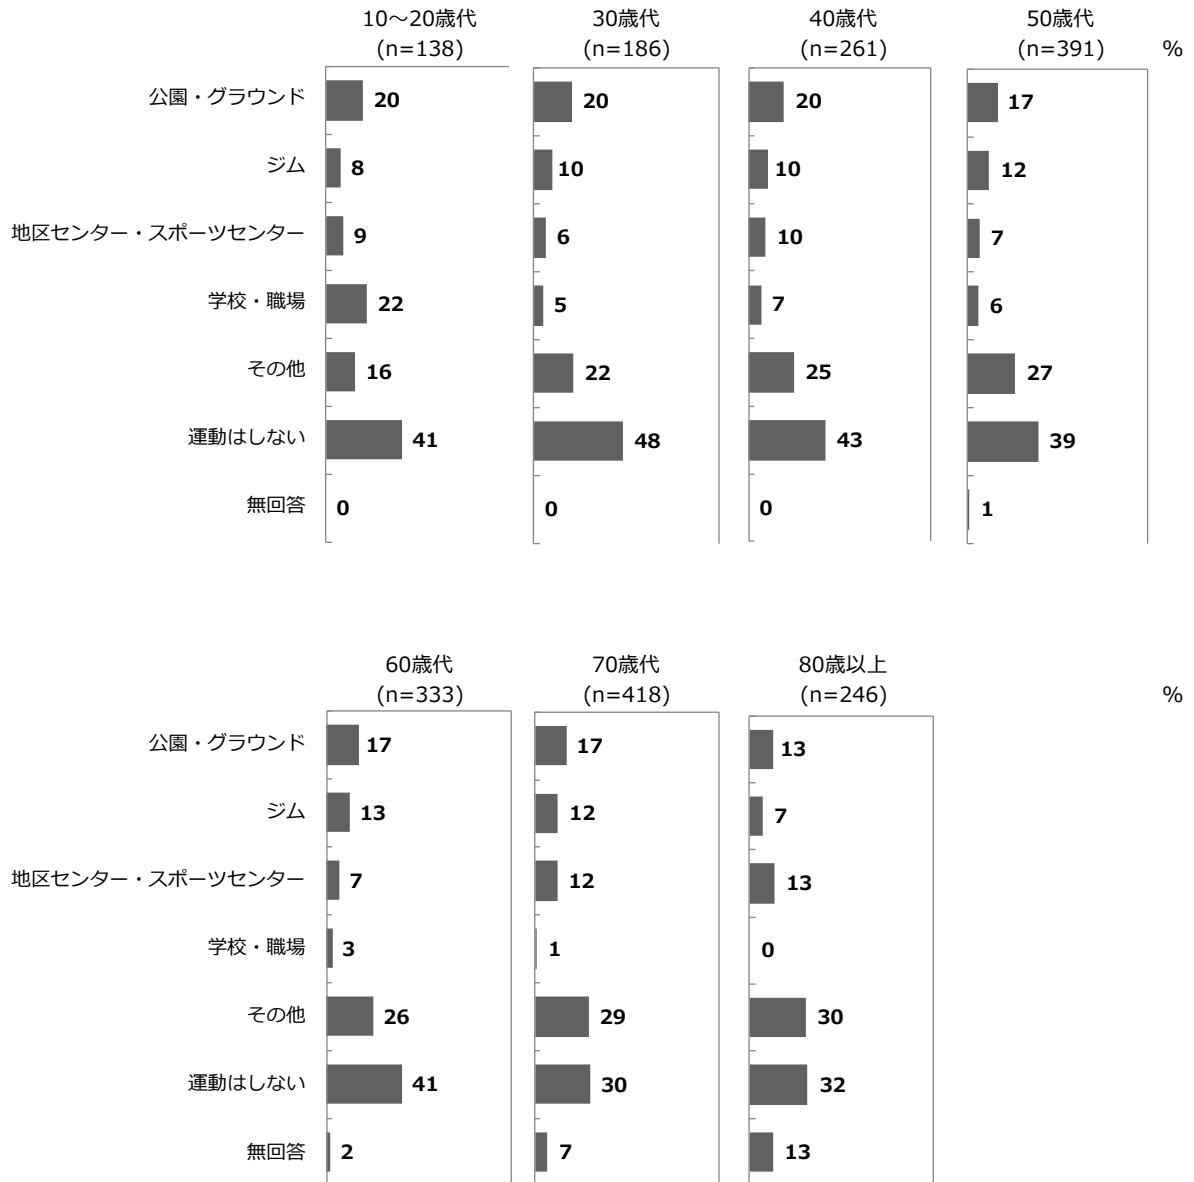 10～20歳代 30歳代 40歳代 50歳代
(n=138) (n=186) (n=261) (n=391) %
公園・グラウンド 20 20 20 17
ジム 8 10 10 12
地区センター・スポーツセンター 9 6 10 7
学校・職場 22 5 7 6
その他 16 22 25 27
運動はしない 41 48 43 39
無回答 0 0 0 1
60歳代 70歳代 80歳以上
(n=333) (n=418) (n=246) %
公園・グラウンド 17 17 13
ジム 13 12 7
地区センター・スポーツセンター 7 12 13
学校・職場 3 1 0
その他 26 29 30
運動はしない 41 30 32
無回答 2 7 13